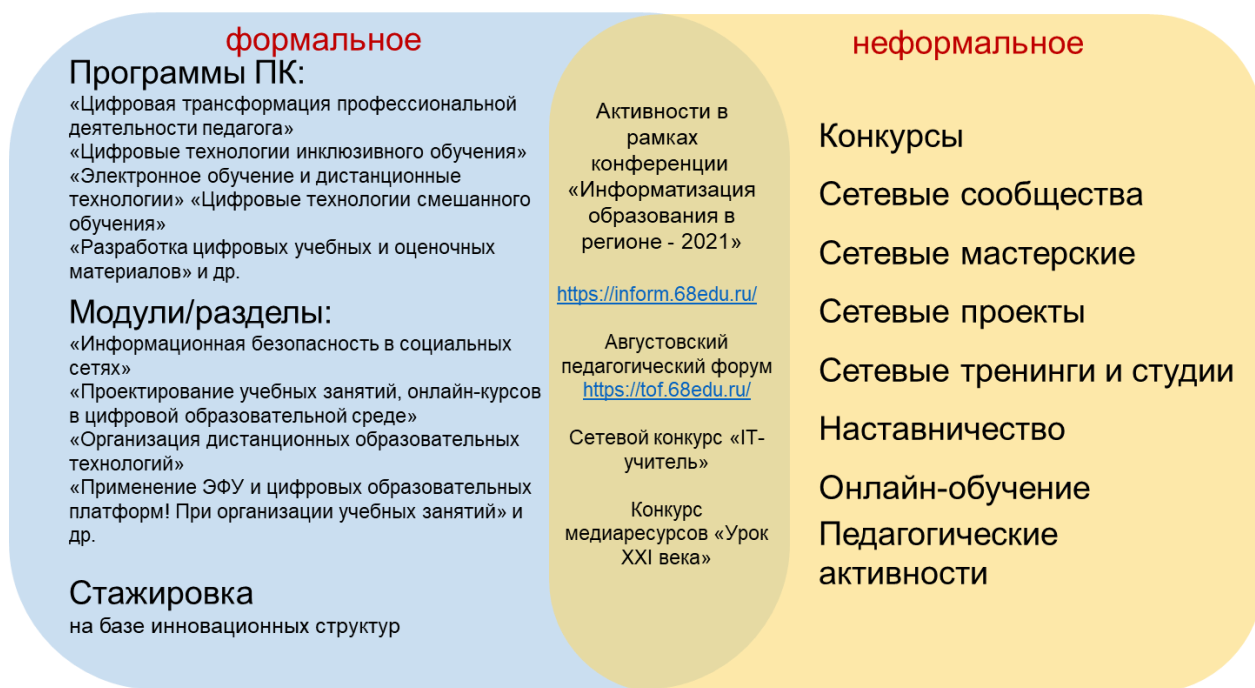 формальное
Программы ПК:
«Цифровая трансформация профессиональной
деятельности педагога»
«Цифровые технологии инклюзивного обучения»
«Электронное обучение и дистанционные
технологии» «Цифровые технологии смешанного
обучения»
«Разработка цифровых учебных и оценочных
материалов» и др.
Модули/разделы:
«Информационная безопасность в социальных
сетях»
«Проектирование учебных занятий, онлайн-курсов
в цифровой образовательной среде»
«Организация дистанционных образовательных
технологий»
«Применение ЭФУ и цифровых образовательных
платформ! При организации учебных занятий» и
др.
Стажировка
на базе инновационных структур
Активности в
рамках
конференции
«Информатизация
образования в
регионе - 2021»
https://inform.68edu.ru/
Августовский
педагогический форум
https://tof.68edu.ru/
Сетевой конкурс «IT-
учитель»
Конкурс
медиаресурсов «Урок
XXI века»
неформальное
Конкурсы
Сетевые сообщества
Сетевые мастерские
Сетевые проекты
Сетевые тренинги и студии
Наставничество
Онлайн-обучение
Педагогические
активности